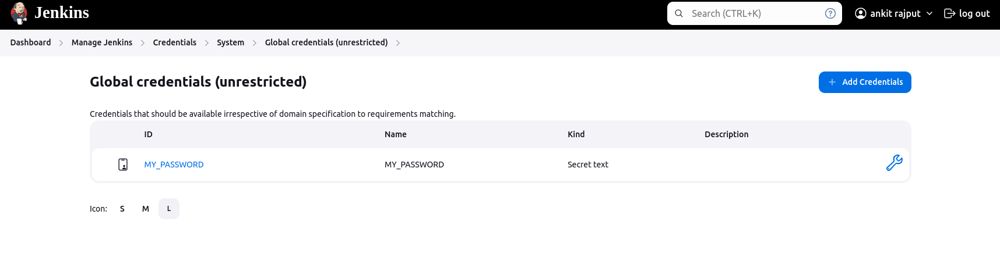 Jenkins
Search (CTRL+K)
?
ankit rajput
log out
Dashboard
Manage Jenkins
Credentials
System
Global credentials (unrestricted)
Global credentials (unrestricted)
+ Add Credentials
Credentials that should be available irrespective of domain specification to requirements matching.
ID Name Kind Description
MY_PASSWORD MY_PASSWORD Secret text
Icon: S M L